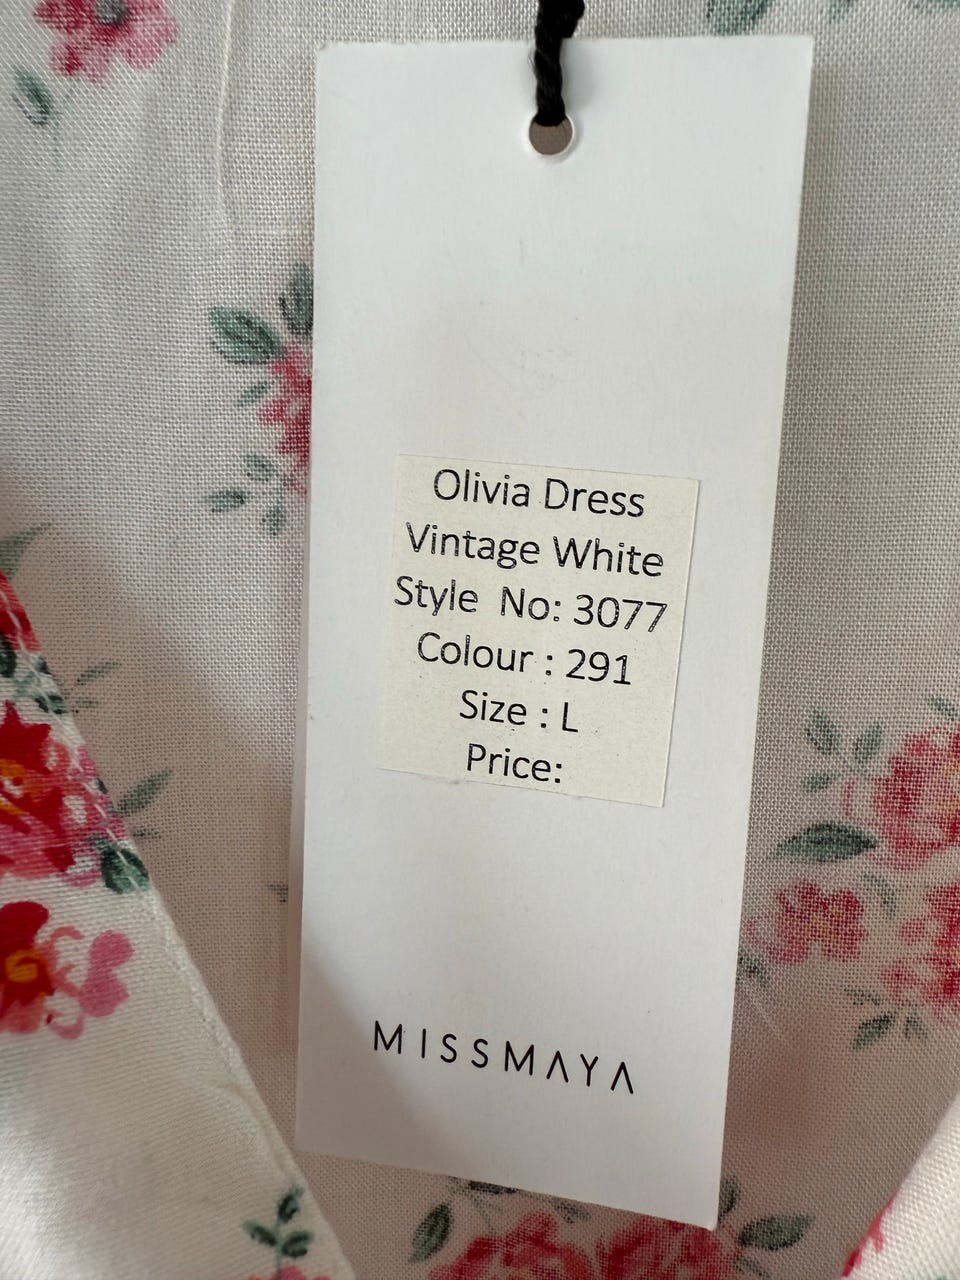 Olivia Dress
Vintage White
Style No: 3077
Colour : 291
Size : L
Price:
MISSMAYA